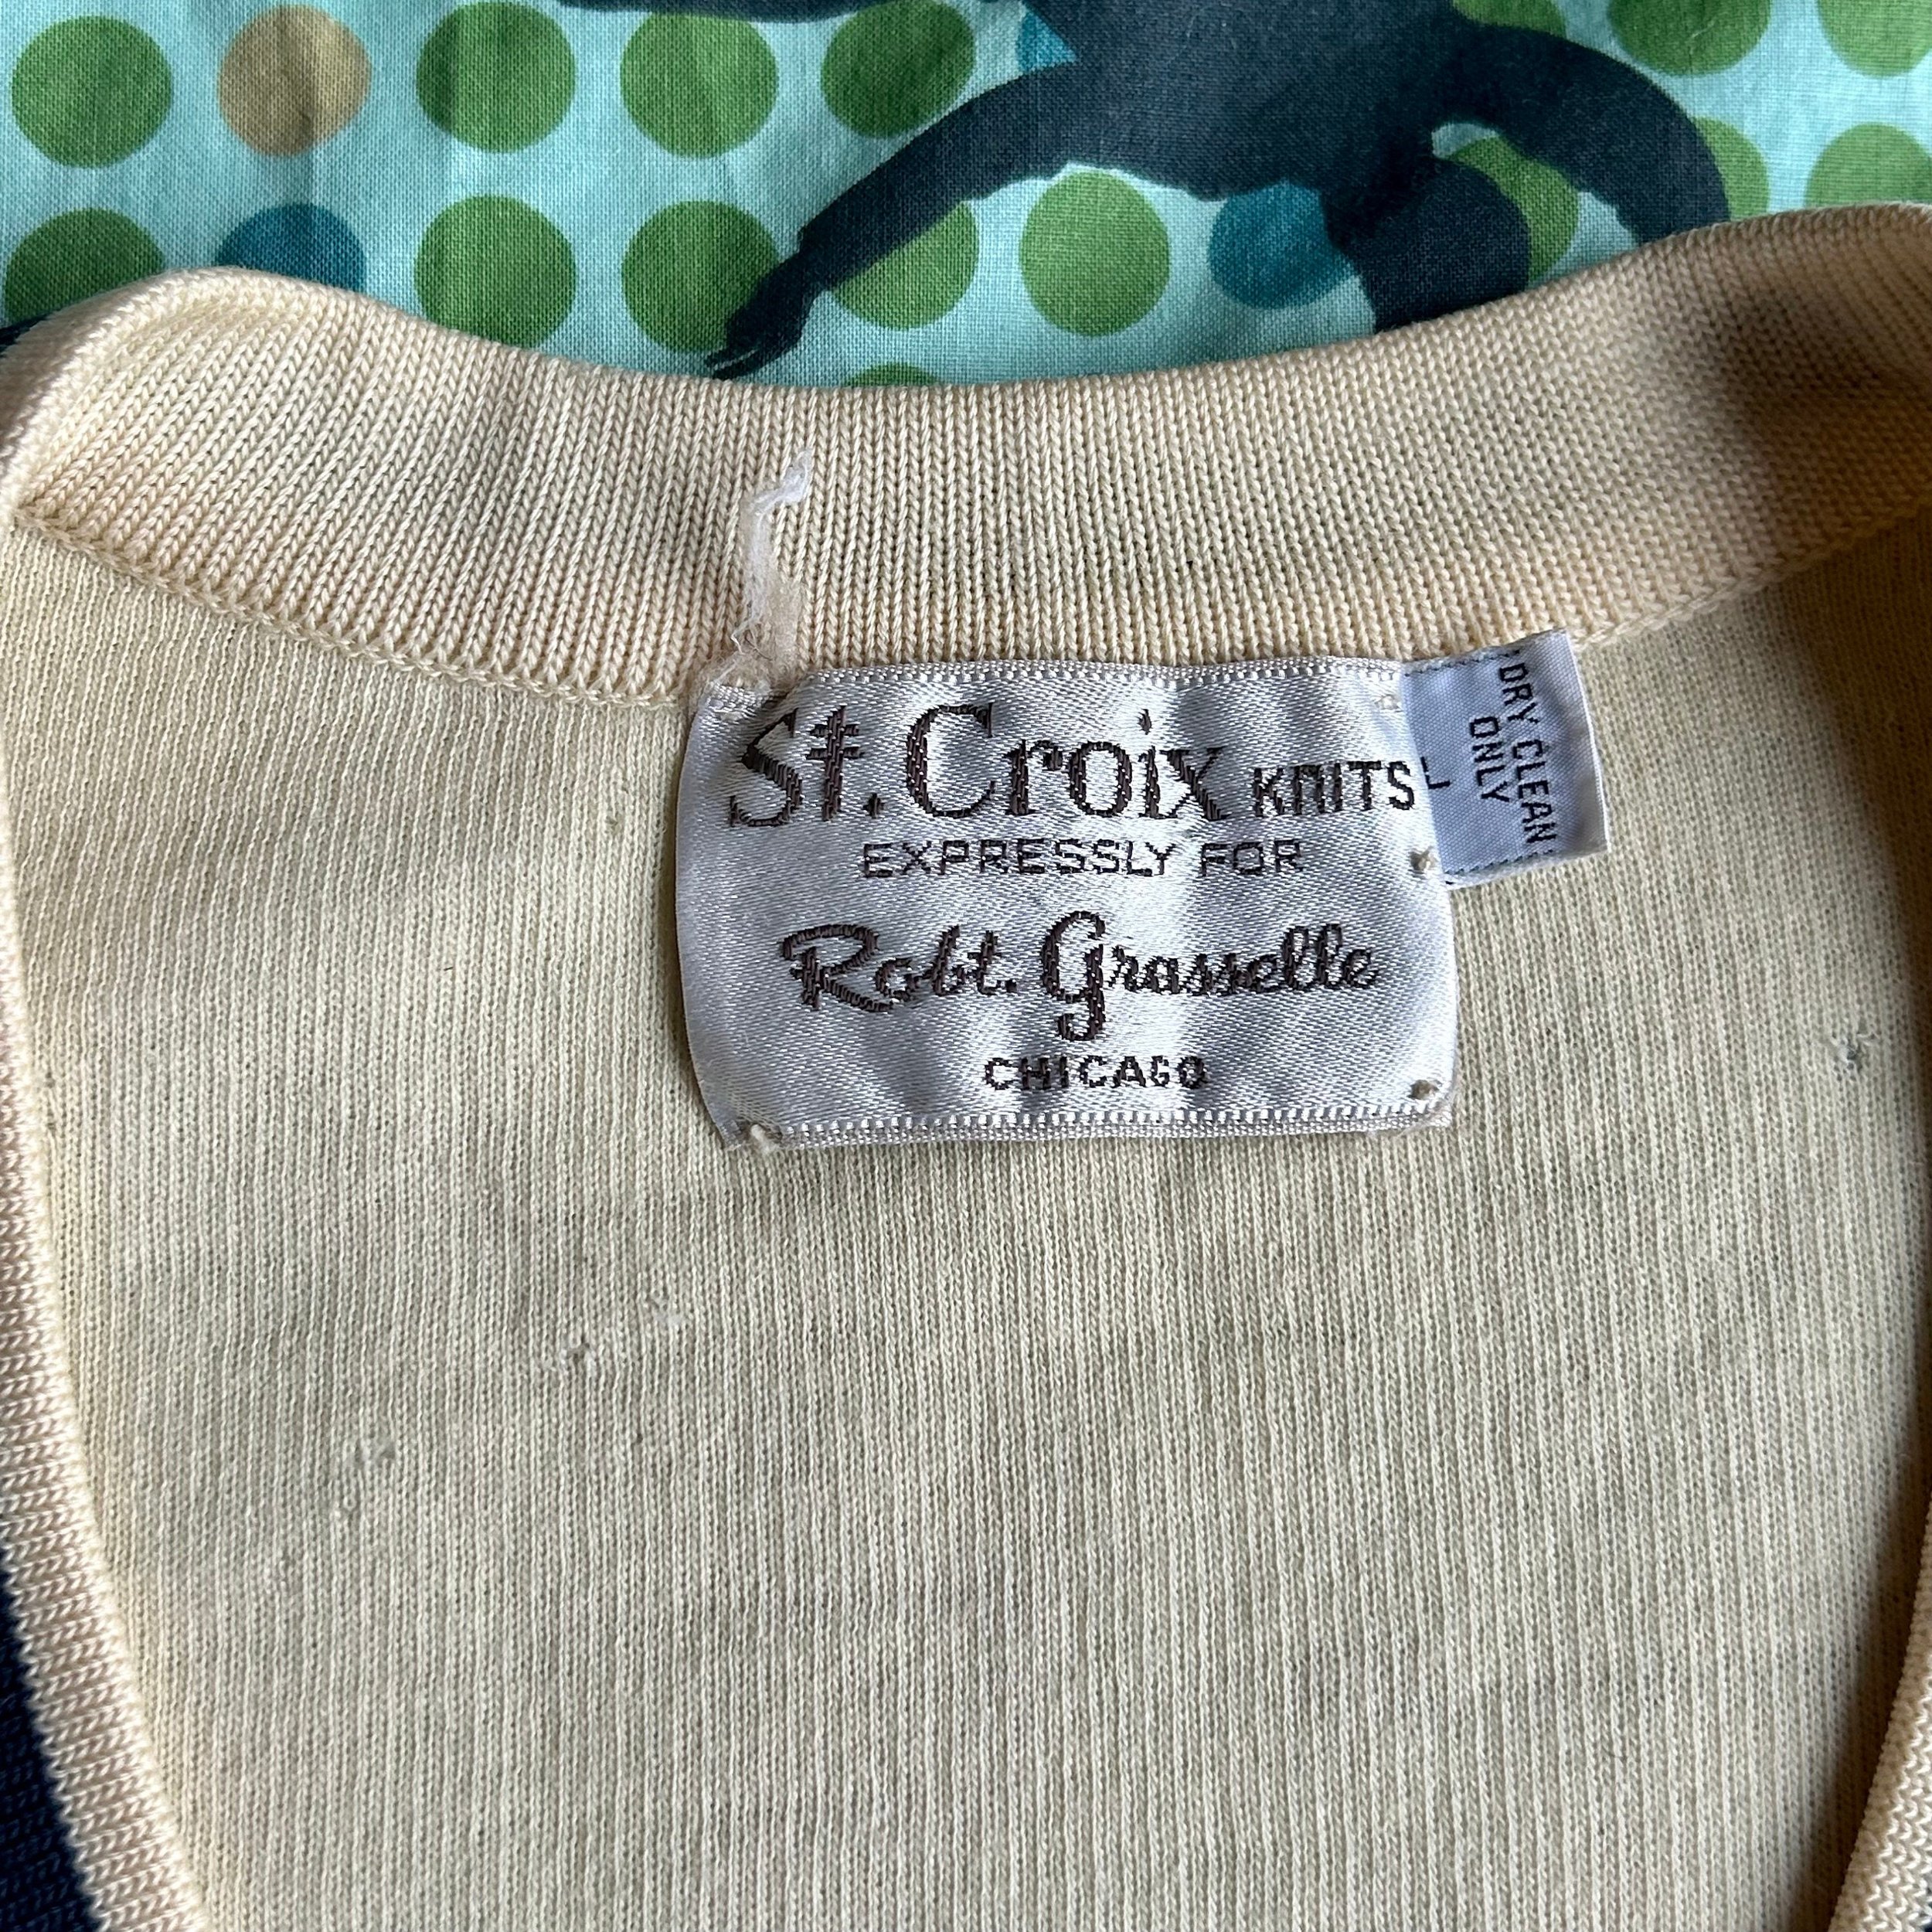 St. Croix KNITS
EXPRESSLY FOR
Robt. Grasselle
CHICAGO
DRY CLEAN
ONLY